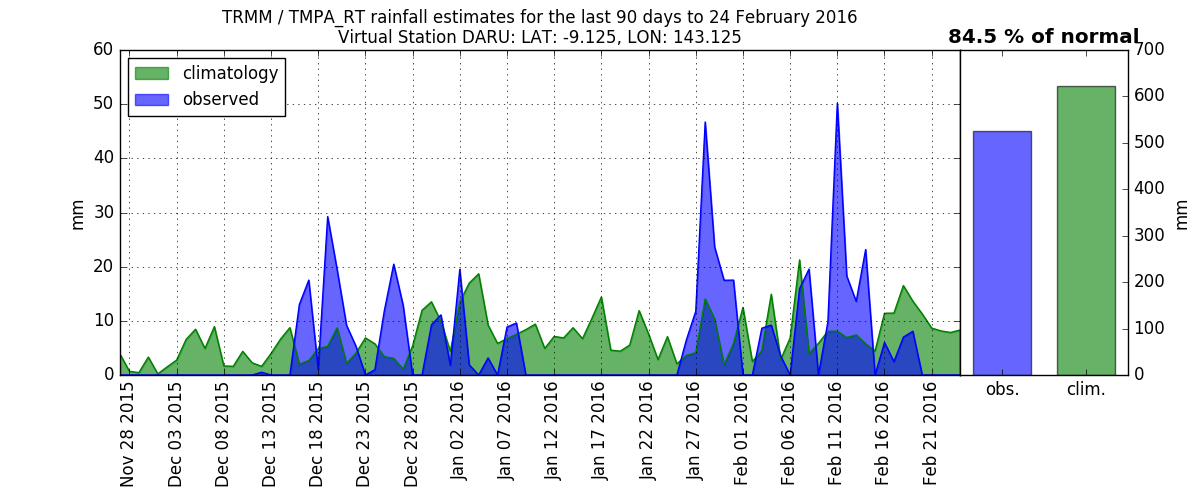 TRMM / TMPA_RT rainfall estimates for the last 90 days to 24 February 2016
Virtual Station DARU: LAT: -9.125, LON: 143.125
84.5 % of normal
climatology
observed
mm
60
50
40
30
20
10
0
Nov 28 2015
Dec 03 2015
Dec 08 2015
Dec 13 2015
Dec 18 2015
Dec 23 2015
Dec 28 2015
Jan 02 2016
Jan 07 2016
Jan 12 2016
Jan 17 2016
Jan 22 2016
Jan 27 2016
Feb 01 2016
Feb 06 2016
Feb 11 2016
Feb 16 2016
Feb 21 2016
obs.
clim.
700
600
500
400
300
200
100
0
mm